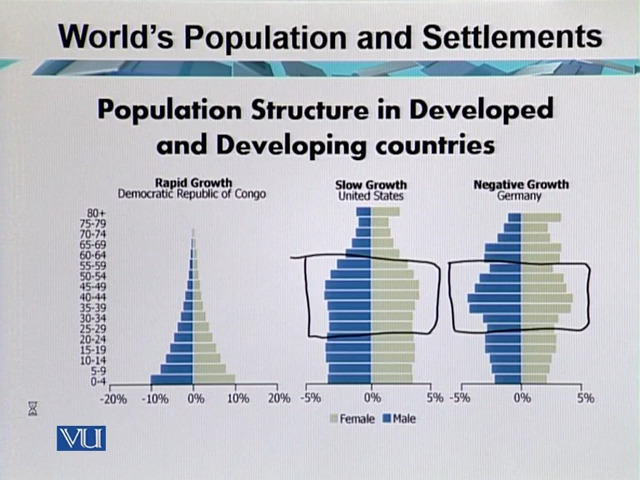 World's Population and Settlements
Population Structure in Developed
and Developing countries
Rapid Growth
Democratic Republic of Congo
Slow Growth
United States
Negative Growth
Germany
80+
75-79
70-74
65-69
60-64
55-59
50-54
45-49
40-44
35-39
30-34
25-29
20-24
15-19
10-14
5-9
0-4
-20% -10% 0% 10% 20%
-5% 0% 5%
-5% 0% 5%
Female Male
VU